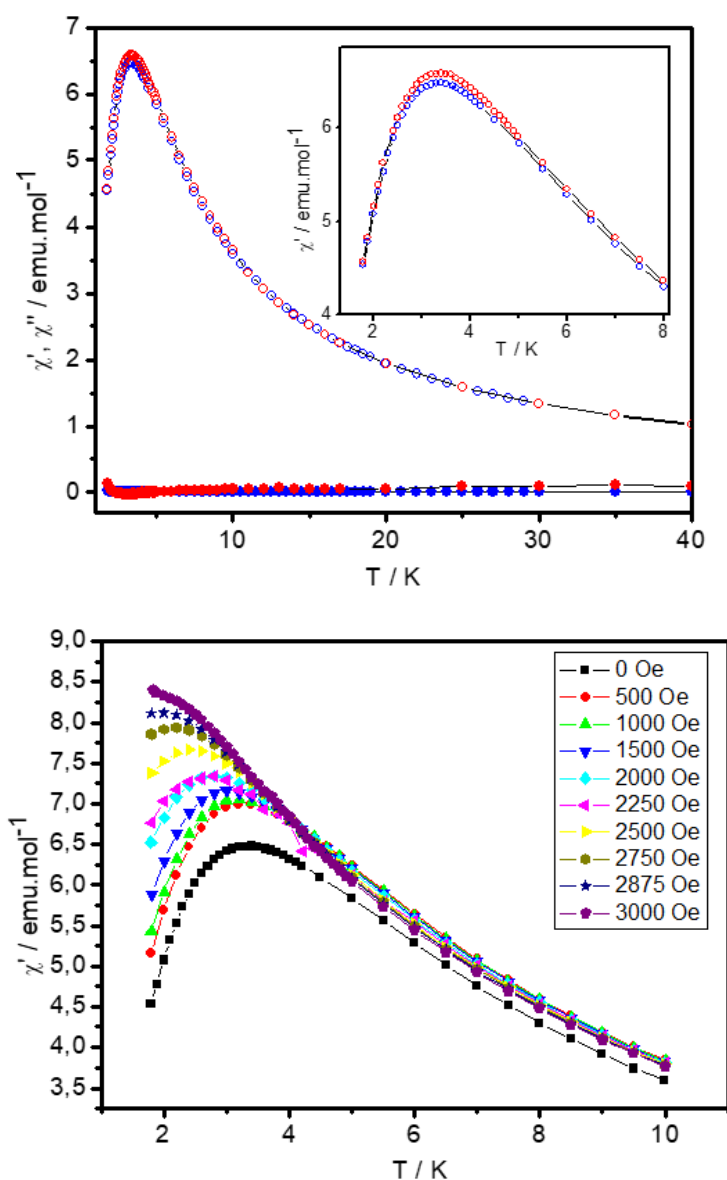 7
6
5
4
3
2
1
0
χ', χ'' / emu.mol⁻¹
10
20
30
40
T / K
6
5
4
χ' / emu.mol⁻¹
2
4
6
8
T / K
9,0
8,5
8,0
7,5
7,0
6,5
6,0
5,5
5,0
4,5
4,0
3,5
χ' / emu.mol⁻¹
2
4
6
8
10
T / K
0 Oe
500 Oe
1000 Oe
1500 Oe
2000 Oe
2250 Oe
2500 Oe
2750 Oe
2875 Oe
3000 Oe